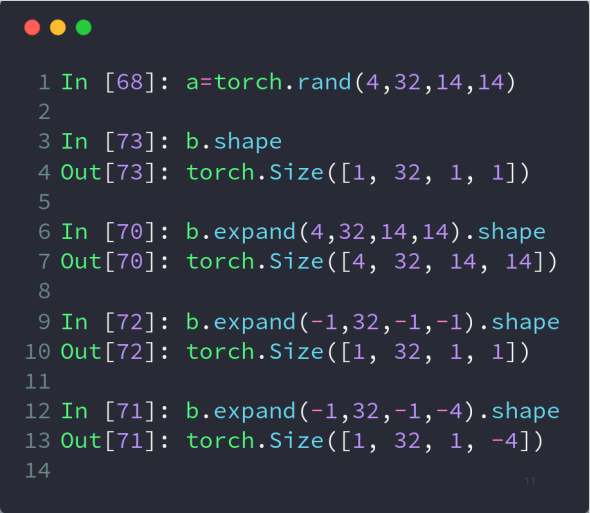 1 In [68]: a=torch.rand(4,32,14,14)
2
3 In [73]: b.shape
4 Out[73]: torch.Size([1, 32, 1, 1])
5
6 In [70]: b.expand(4,32,14,14).shape
7 Out[70]: torch.Size([4, 32, 14, 14])
8
9 In [72]: b.expand(-1,32,-1,-1).shape
10 Out[72]: torch.Size([1, 32, 1, 1])
11
12 In [71]: b.expand(-1,32,-1,-4).shape
13 Out[71]: torch.Size([1, 32, 1, -4])
14
11